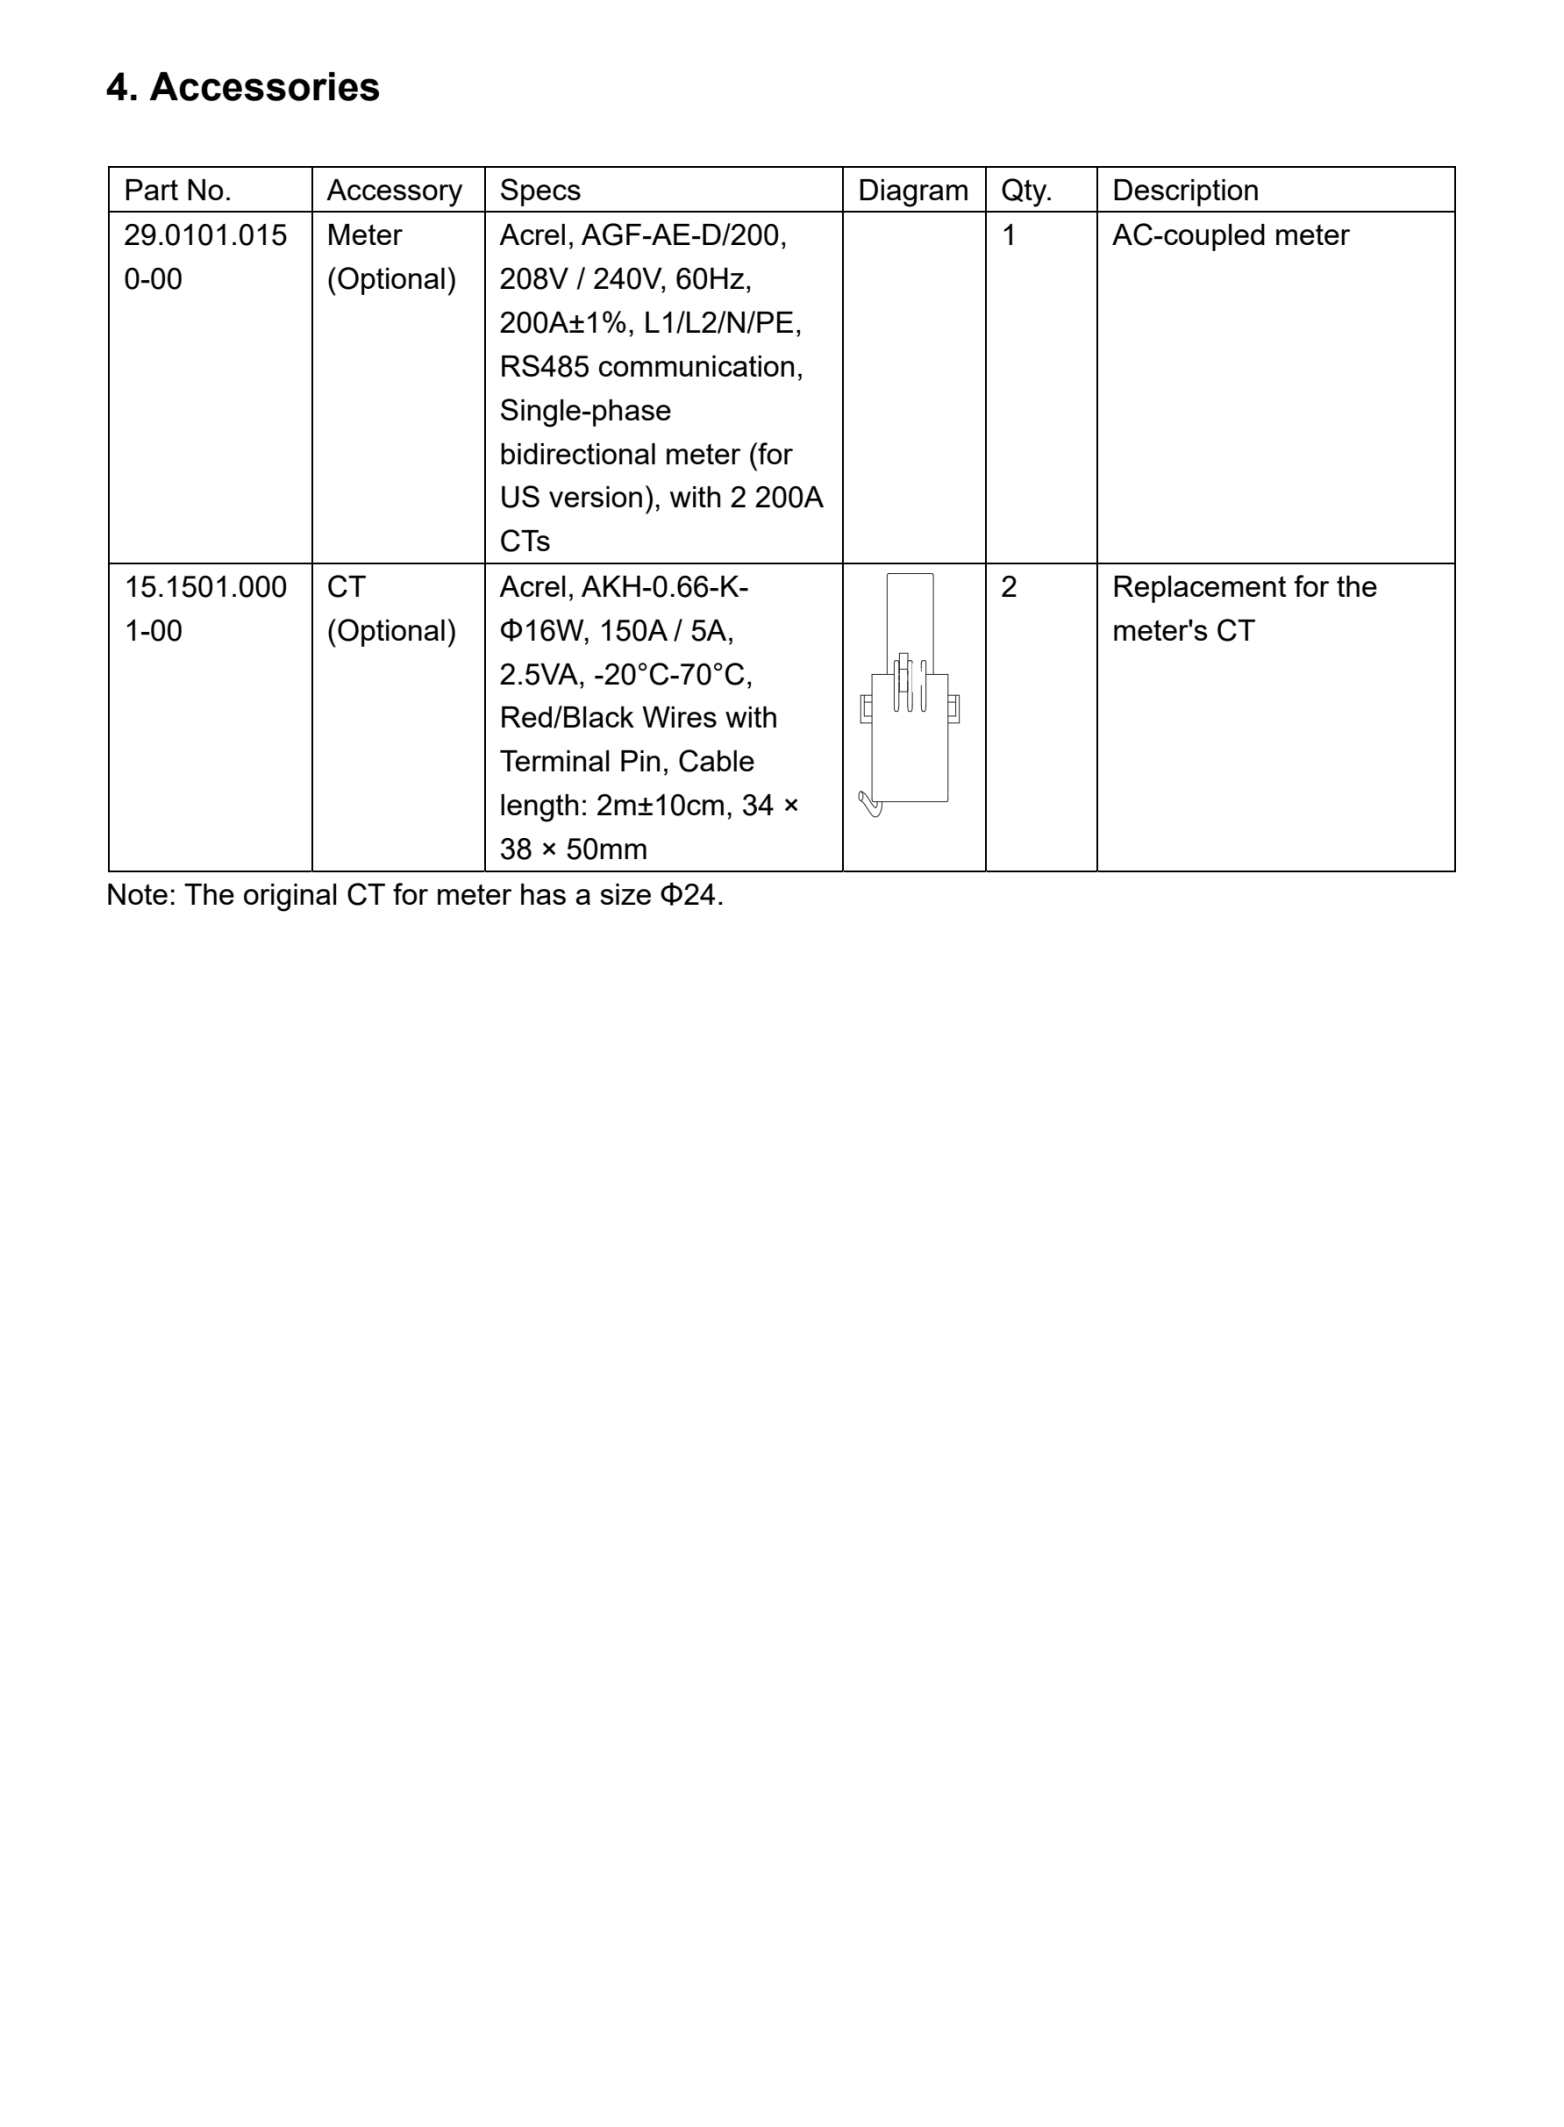 4. Accessories
Part No. Accessory Specs Diagram Qty. Description
29.0101.015 Meter Acrel, AGF-AE-D/200, 1 AC-coupled meter
0-00 (Optional) 208V / 240V, 60Hz,
200A±1%, L1/L2/N/PE,
RS485 communication,
Single-phase
bidirectional meter (for
US version), with 2 200A
CTs
15.1501.000 CT Acrel, AKH-0.66-K- 2 Replacement for the
1-00 (Optional) Φ16W, 150A / 5A, meter's CT
2.5VA, -20°C-70°C,
Red/Black Wires with
Terminal Pin, Cable
length: 2m±10cm, 34 ×
38 × 50mm
Note: The original CT for meter has a size Φ24.